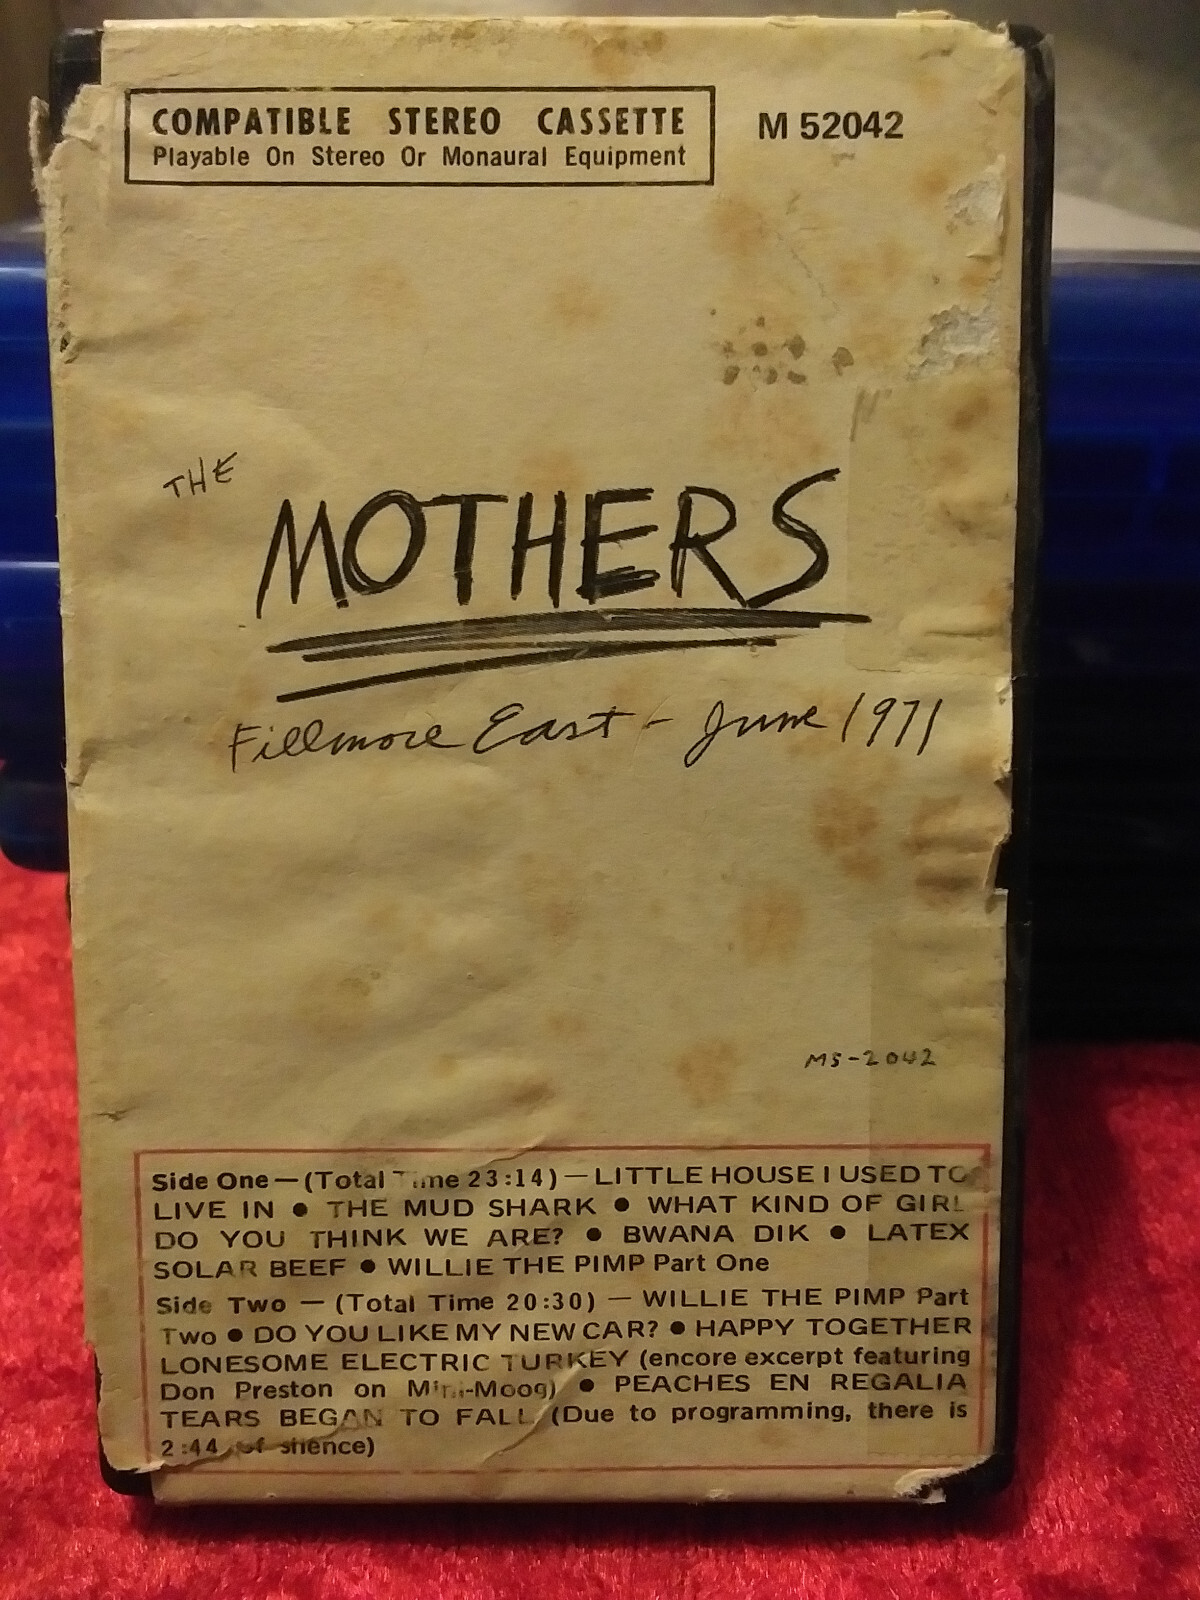 COMPATIBLE STEREO CASSETTE
Playable On Stereo Or Monaural Equipment
M 52042
THE
MOTHERS
Fillmore East - June 1971
MS-2042
Side One — (Total Time 23:14) — LITTLE HOUSE I USED TO
LIVE IN ● THE MUD SHARK ● WHAT KIND OF GIRL
DO YOU THINK WE ARE? ● BWANA DIK ● LATEX
SOLAR BEEF ● WILLIE THE PIMP Part One
Side Two — (Total Time 20:30) — WILLIE THE PIMP Part
Two ● DO YOU LIKE MY NEW CAR? ● HAPPY TOGETHER
LONESOME ELECTRIC TURKEY (encore excerpt featuring
Don Preston on Mini-Moog) ● PEACHES EN REGALIA
TEARS BEGAN TO FALL (Due to programming, there is
2:44 of silence)